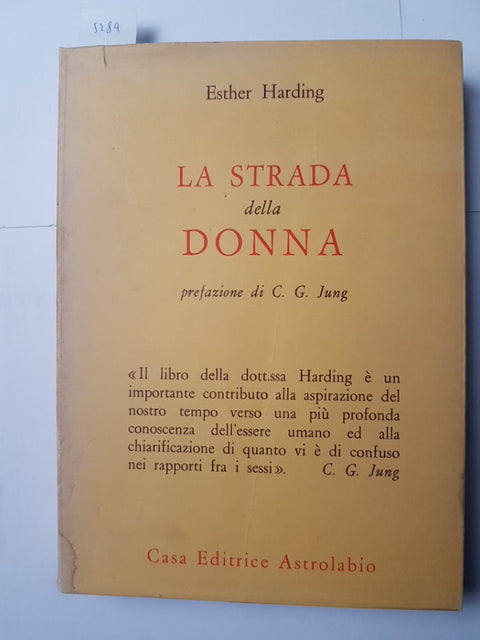 5284
Esther Harding
LA STRADA
della
DONNA
prefazione di C. G. Jung
«Il libro della dott.ssa Harding è un
importante contributo alla aspirazione del
nostro tempo verso una più profonda
conoscenza dell'essere umano ed alla
chiarificazione di quanto vi è di confuso
nei rapporti fra i sessi». C. G. Jung
Casa Editrice Astrolabio